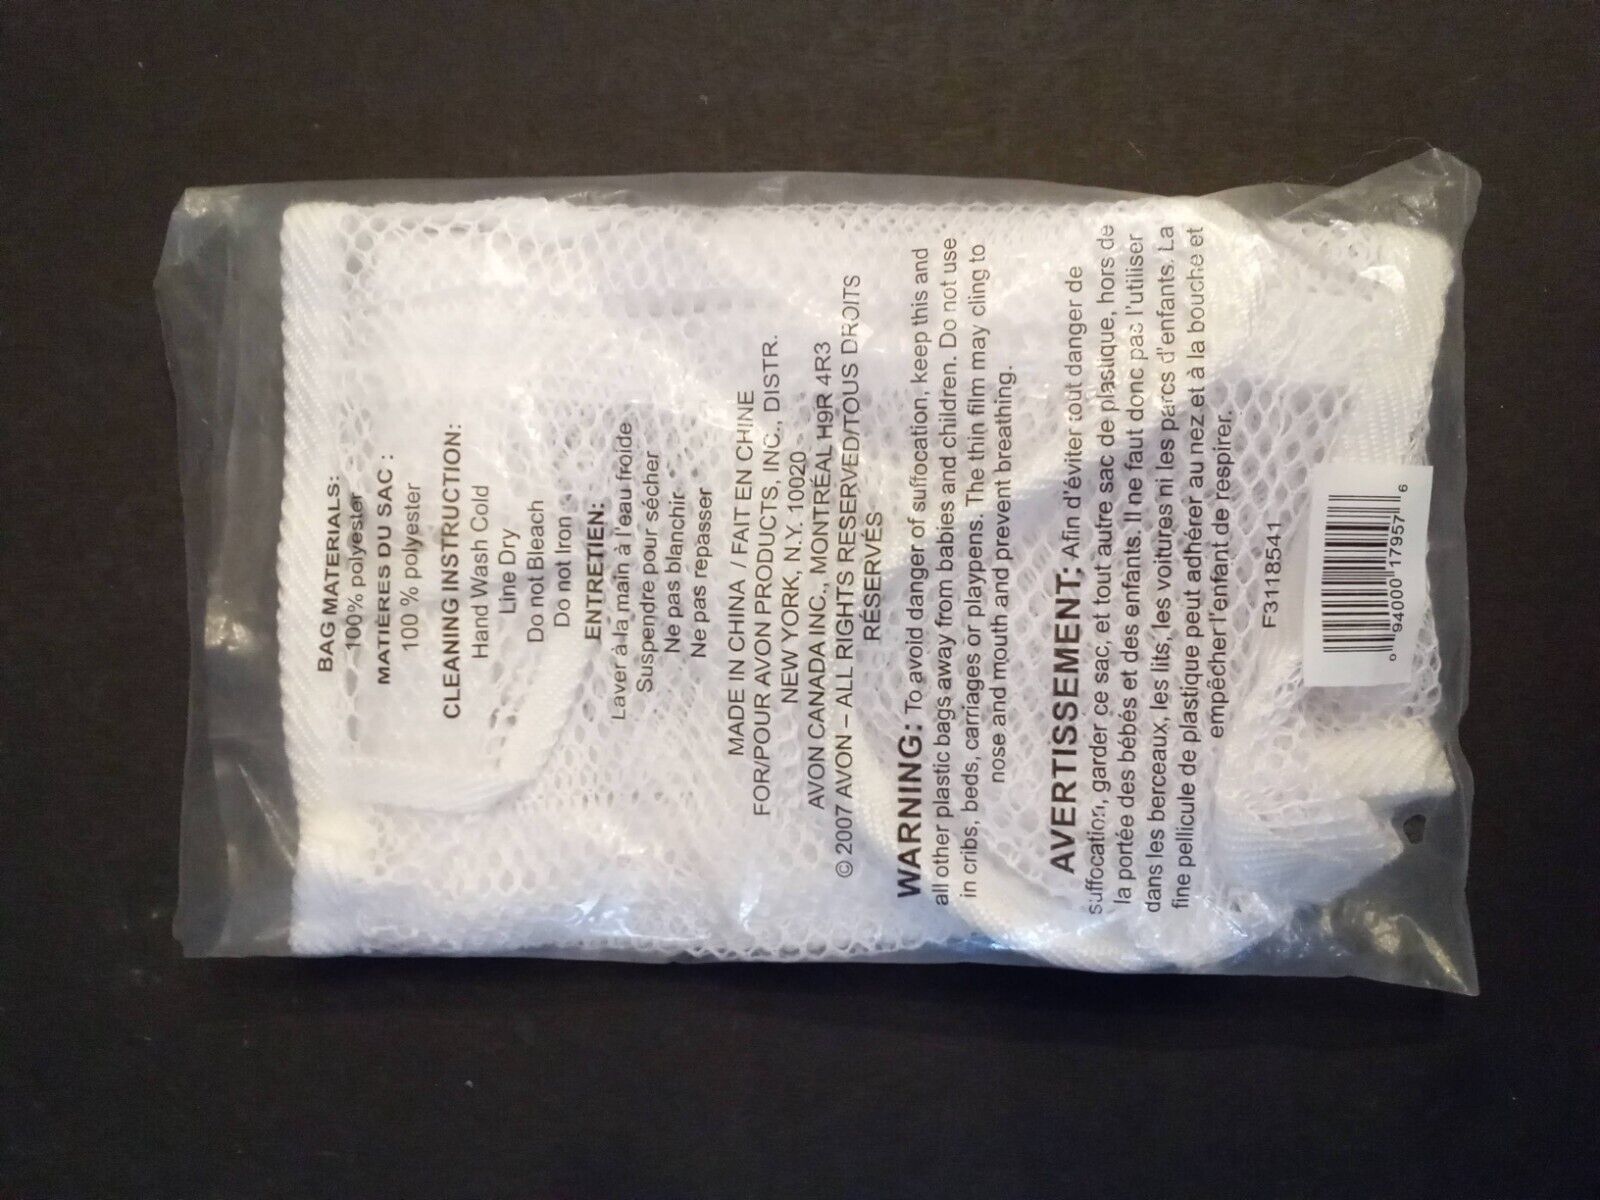 BAG MATERIALS:
100% polyester
MATIÈRES DU SAC :
100 % polyester
CLEANING INSTRUCTION:
Hand Wash Cold
Line Dry
Do not Bleach
Do not Iron
ENTRETIEN:
Laver à la main à l'eau froide
Suspendre pour sécher
Ne pas blanchir
Ne pas repasser
MADE IN CHINA / FAIT EN CHINE
FOR/POUR AVON PRODUCTS, INC., DISTR.
NEW YORK, N.Y. 10020
AVON CANADA INC., MONTRÉAL H9R 4R3
© 2007 AVON – ALL RIGHTS RESERVED/TOUS DROITS
RÉSERVÉS
WARNING: To avoid danger of suffocation, keep this and
all other plastic bags away from babies and children. Do not use
in cribs, beds, carriages or playpens. The thin film may cling to
nose and mouth and prevent breathing.
AVERTISSEMENT: Afin d'éviter tout danger de
suffocation, garder ce sac, et tout autre sac de plastique, hors de
la portée des bébés et des enfants. Il ne faut donc pas l'utiliser
dans les berceaux, les lits, les voitures ni les parcs d'enfants. La
fine pellicule de plastique peut adhérer au nez et à la bouche et
empêcher l'enfant de respirer.
F3118541
0 94000 17957 6